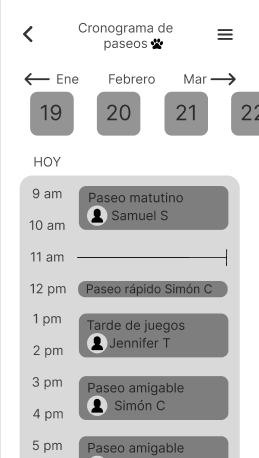 Cronograma de
paseos
Ene Febrero Mar
19 20 21 22
HOY
9 am
Paseo matutino
Samuel S
10 am
11 am
12 pm
Paseo rápido Simón C
1 pm
Tarde de juegos
Jennifer T
2 pm
3 pm
Paseo amigable
Simón C
4 pm
5 pm
Paseo amigable